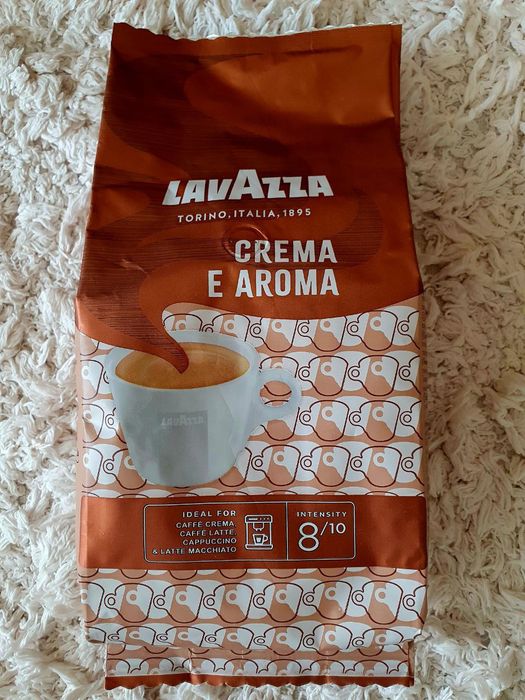 LAVAZZA
TORINO, ITALIA, 1895
CREMA
E AROMA
LAVAZZA
IDEAL FOR
CAFFÈ CREMA,
CAFFÈ LATTE,
CAPPUCCINO
& LATTE MACCHIATO
INTENSITY
8/10